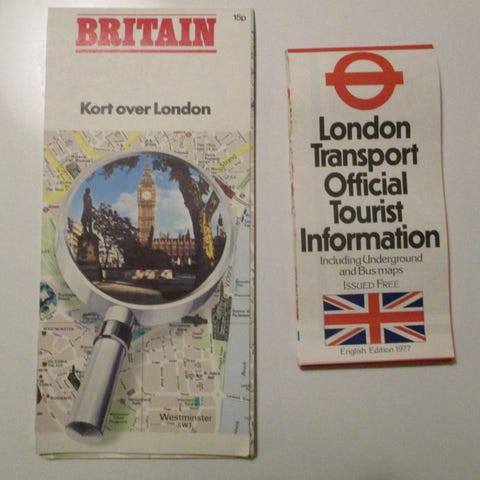 BRITAIN
15p
Kort over London
Westminster
SW1
WESTMINSTER
London
Transport
Official
Tourist
Information
Including Underground
and Bus maps
ISSUED FREE
English Edition 1977